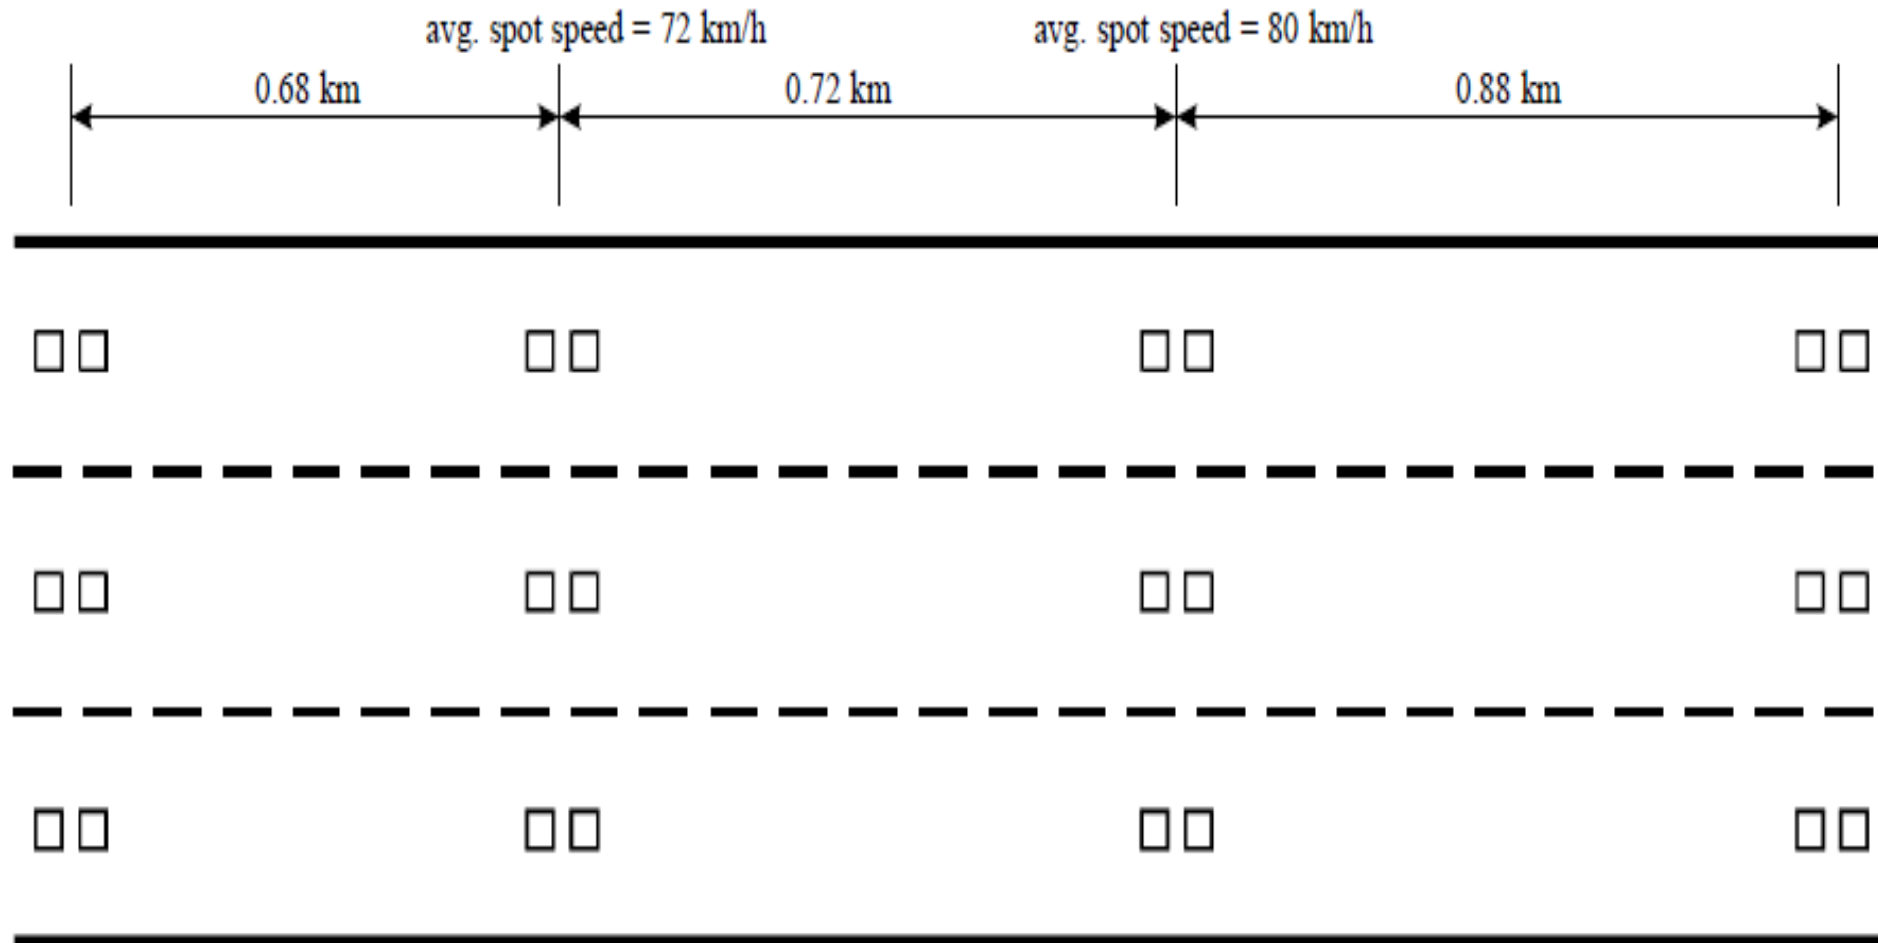 avg. spot speed = 72 km/h avg. spot speed = 80 km/h
0.68 km 0.72 km 0.88 km